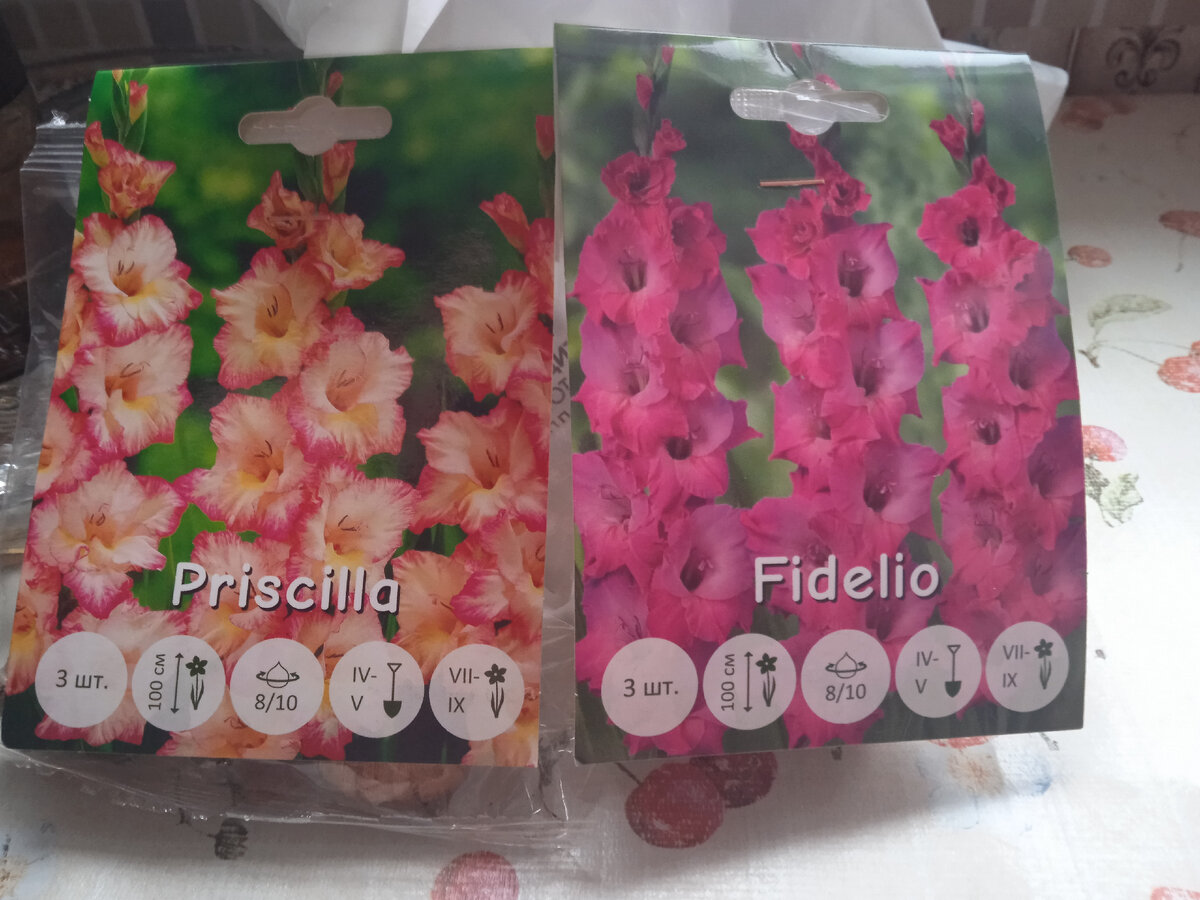 Priscilla
3 шт.
100 см
8/10
IV-
V
VII-
IX
Fidelio
3 шт.
100 см
8/10
IV-
V
VII-
IX